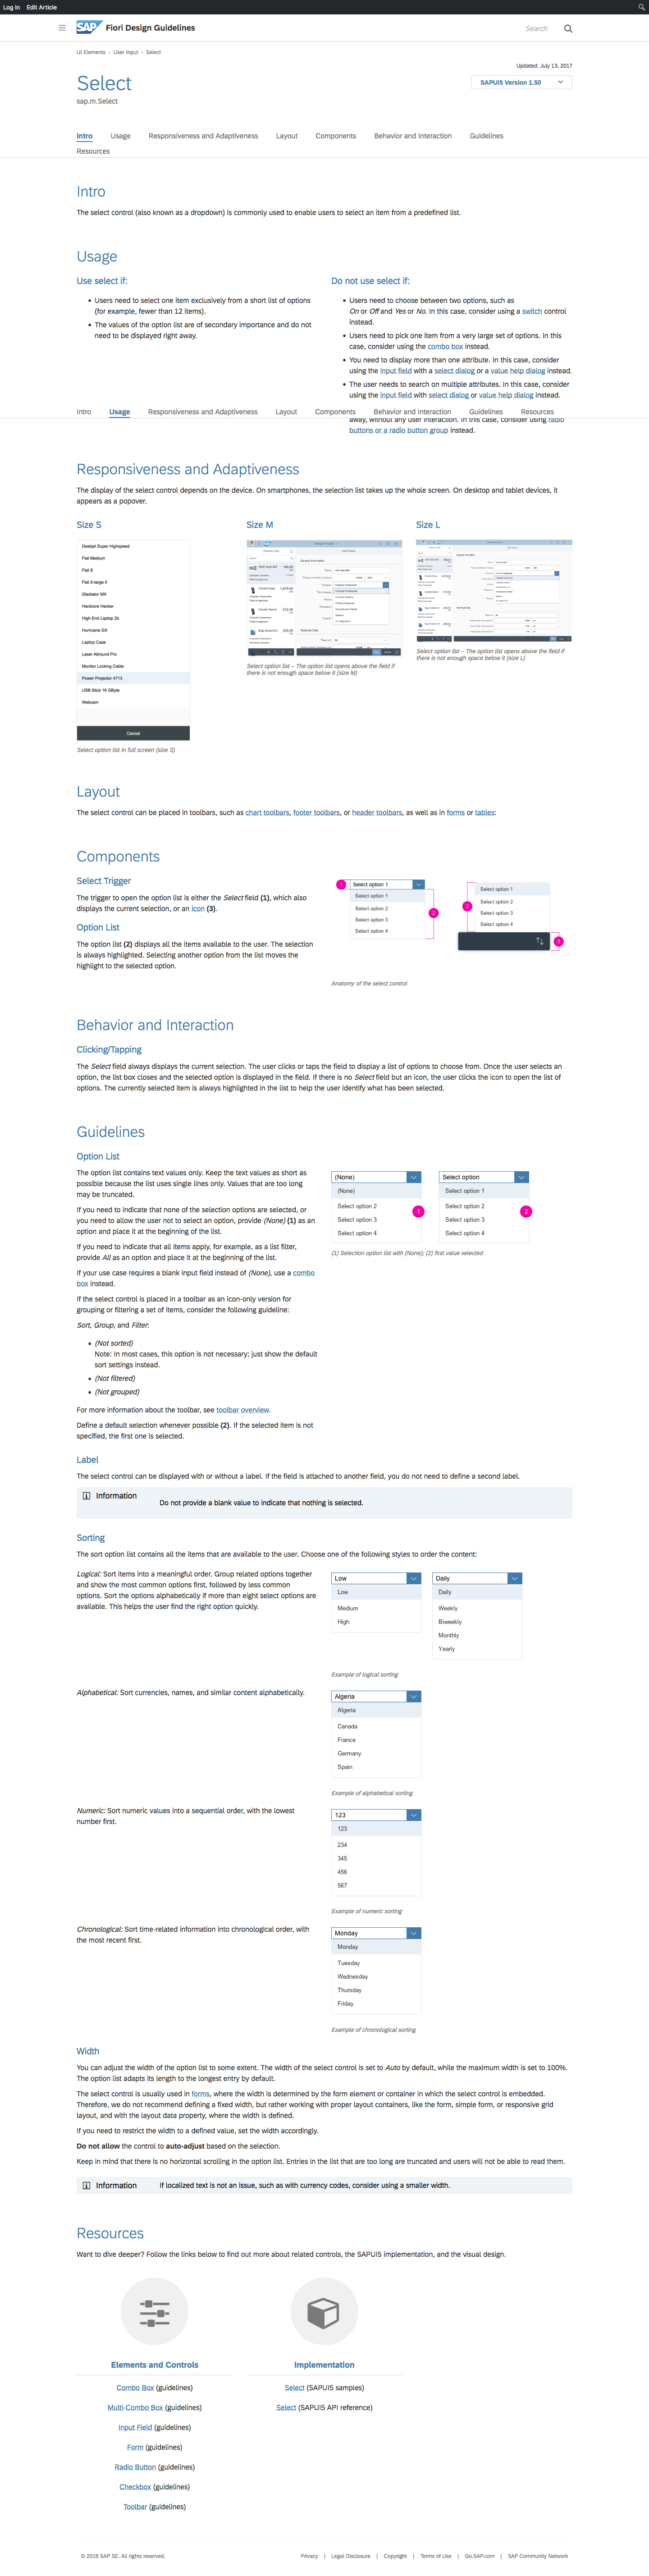 Log In Edit Article
SAP Fiori Design Guidelines
Search
UI Elements › User Input › Select
Updated: July 13, 2017
Select
SAPUI5 Version 1.50
sap.m.Select
Intro Usage Responsiveness and Adaptiveness Layout Components Behavior and Interaction Guidelines
Resources
Intro
The select control (also known as a dropdown) is commonly used to enable users to select an item from a predefined list.
Usage
Use select if:
• Users need to select one item exclusively from a short list of options
(for example, fewer than 12 items).
• The values of the option list are of secondary importance and do not
need to be displayed right away.
Do not use select if:
• Users need to choose between two options, such as
On or Off and Yes or No. In this case, consider using a switch control
instead.
• Users need to pick one item from a very large set of options. In this
case, consider using the combo box instead.
• You need to display more than one attribute. In this case, consider
using the input field with a select dialog or a value help dialog instead.
• The user needs to search on multiple attributes. In this case, consider
using the input field with select dialog or value help dialog instead.
Intro Usage Responsiveness and Adaptiveness Layout Components Behavior and Interaction Guidelines Resources
away, without any user interaction. In this case, consider using radio
buttons or a radio button group instead.
Responsiveness and Adaptiveness
The display of the select control depends on the device. On smartphones, the selection list takes up the whole screen. On desktop and tablet devices, it
appears as a popover.
Size S
Deskjet Super Highspeed
Flat Medium
Flat S
Flat X-large II
Gladiator MX
Hardcore Hacker
High End Laptop 2b
Hurricane GX
Laptop Case
Laser Allround Pro
Monitor Locking Cable
Power Projector 4713
USB Stick 16 GByte
Webcam
Cancel
Select option list in full screen (size S)
Size M
Select option list – The option list opens above the field if
there is not enough space below it (size M)
Size L
Select option list – The option list opens above the field if
there is not enough space below it (size L)
Layout
The select control can be placed in toolbars, such as chart toolbars, footer toolbars, or header toolbars, as well as in forms or tables:
Components
Select Trigger
The trigger to open the option list is either the Select field (1), which also
displays the current selection, or an icon (3).
Option List
The option list (2) displays all the items available to the user. The selection
is always highlighted. Selecting another option from the list moves the
highlight to the selected option.
1 Select option 1
Select option 1
Select option 2
Select option 3
Select option 4
2
2
Select option 1
Select option 2
Select option 3
Select option 4
3
Anatomy of the select control
Behavior and Interaction
Clicking/Tapping
The Select field always displays the current selection. The user clicks or taps the field to display a list of options to choose from. Once the user selects an
option, the list box closes and the selected option is displayed in the field. If there is no Select field but an icon, the user clicks the icon to open the list of
options. The currently selected item is always highlighted in the list to help the user identify what has been selected.
Guidelines
Option List
The option list contains text values only. Keep the text values as short as
possible because the list uses single lines only. Values that are too long
may be truncated.
If you need to indicate that none of the selection options are selected, or
you need to allow the user not to select an option, provide (None) (1) as an
option and place it at the beginning of the list.
If you need to indicate that all items apply, for example, as a list filter,
provide All as an option and place it at the beginning of the list.
If your use case requires a blank input field instead of (None), use a combo
box instead.
If the select control is placed in a toolbar as an icon-only version for
grouping or filtering a set of items, consider the following guideline:
Sort, Group, and Filter:
• (Not sorted)
Note: In most cases, this option is not necessary; just show the default
sort settings instead.
• (Not filtered)
• (Not grouped)
For more information about the toolbar, see toolbar overview.
Define a default selection whenever possible (2). If the selected item is not
specified, the first one is selected.
(None)
(None)
Select option 2
Select option 3
Select option 4
1
Select option
Select option 1
Select option 2
Select option 3
Select option 4
2
(1) Selection option list with (None); (2) first value selected
Label
The select control can be displayed with or without a label. If the field is attached to another field, you do not need to define a second label.
Information
Do not provide a blank value to indicate that nothing is selected.
Sorting
The sort option list contains all the items that are available to the user. Choose one of the following styles to order the content:
Logical: Sort items into a meaningful order. Group related options together
and show the most common options first, followed by less common
options. Sort the options alphabetically if more than eight select options are
available. This helps the user find the right option quickly.
Low
Low
Medium
High
Daily
Daily
Weekly
Biweekly
Monthly
Yearly
Example of logical sorting
Alphabetical: Sort currencies, names, and similar content alphabetically.
Algeria
Algeria
Canada
France
Germany
Spain
Example of alphabetical sorting
Numeric: Sort numeric values into a sequential order, with the lowest
number first.
123
123
234
345
456
567
Example of numeric sorting
Chronological: Sort time-related information into chronological order, with
the most recent first.
Monday
Monday
Tuesday
Wednesday
Thursday
Friday
Example of chronological sorting
Width
You can adjust the width of the option list to some extent. The width of the select control is set to Auto by default, while the maximum width is set to 100%.
The option list adapts its length to the longest entry by default.
The select control is usually used in forms, where the width is determined by the form element or container in which the select control is embedded.
Therefore, we do not recommend defining a fixed width, but rather working with proper layout containers, like the form, simple form, or responsive grid
layout, and with the layout data property, where the width is defined.
If you need to restrict the width to a defined value, set the width accordingly.
Do not allow the control to auto-adjust based on the selection.
Keep in mind that there is no horizontal scrolling in the option list. Entries in the list that are too long are truncated and users will not be able to read them.
Information
If localized text is not an issue, such as with currency codes, consider using a smaller width.
Resources
Want to dive deeper? Follow the links below to find out more about related controls, the SAPUI5 implementation, and the visual design.
Elements and Controls
Combo Box (guidelines)
Multi-Combo Box (guidelines)
Input Field (guidelines)
Form (guidelines)
Radio Button (guidelines)
Checkbox (guidelines)
Toolbar (guidelines)
Implementation
Select (SAPUI5 samples)
Select (SAPUI5 API reference)
© 2018 SAP SE. All rights reserved.
Privacy | Legal Disclosure | Copyright | Terms of Use | Go.SAP.com | SAP Community Network